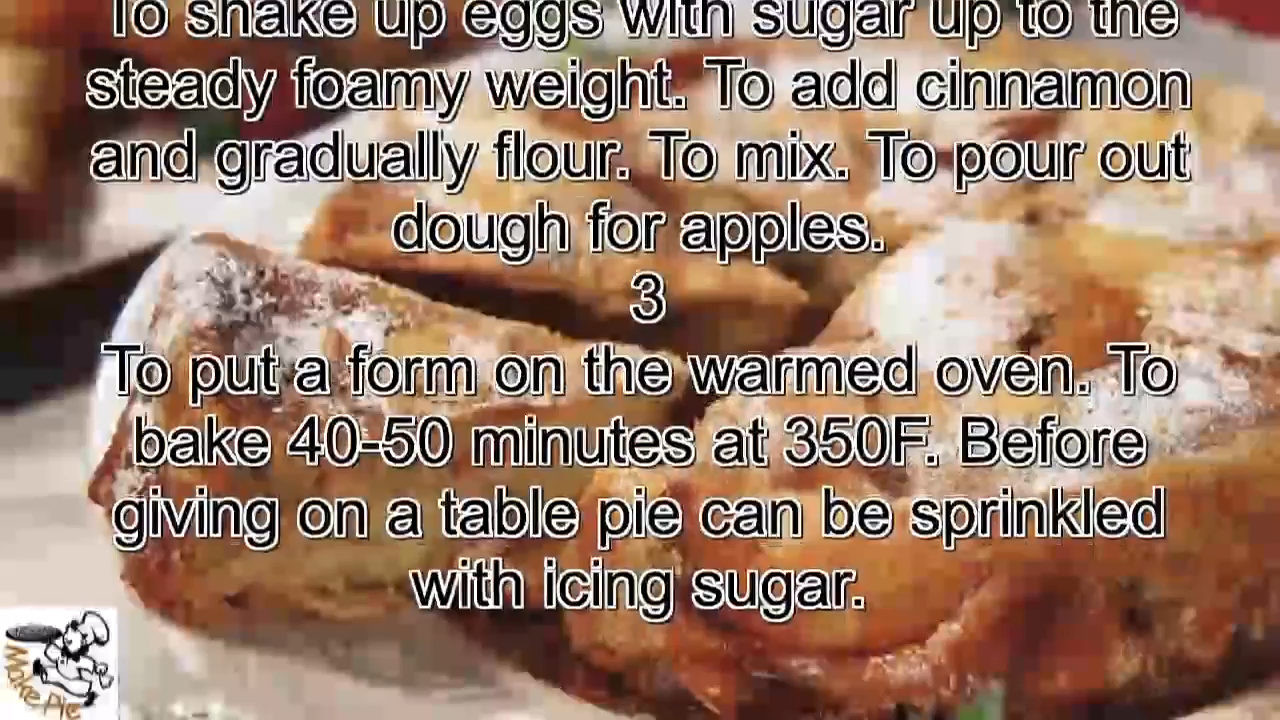 To shake up eggs with sugar up to the
steady foamy weight. To add cinnamon
and gradually flour. To mix. To pour out
dough for apples.
3
To put a form on the warmed oven. To
bake 40-50 minutes at 350F. Before
giving on a table pie can be sprinkled
with icing sugar.
Make Pie